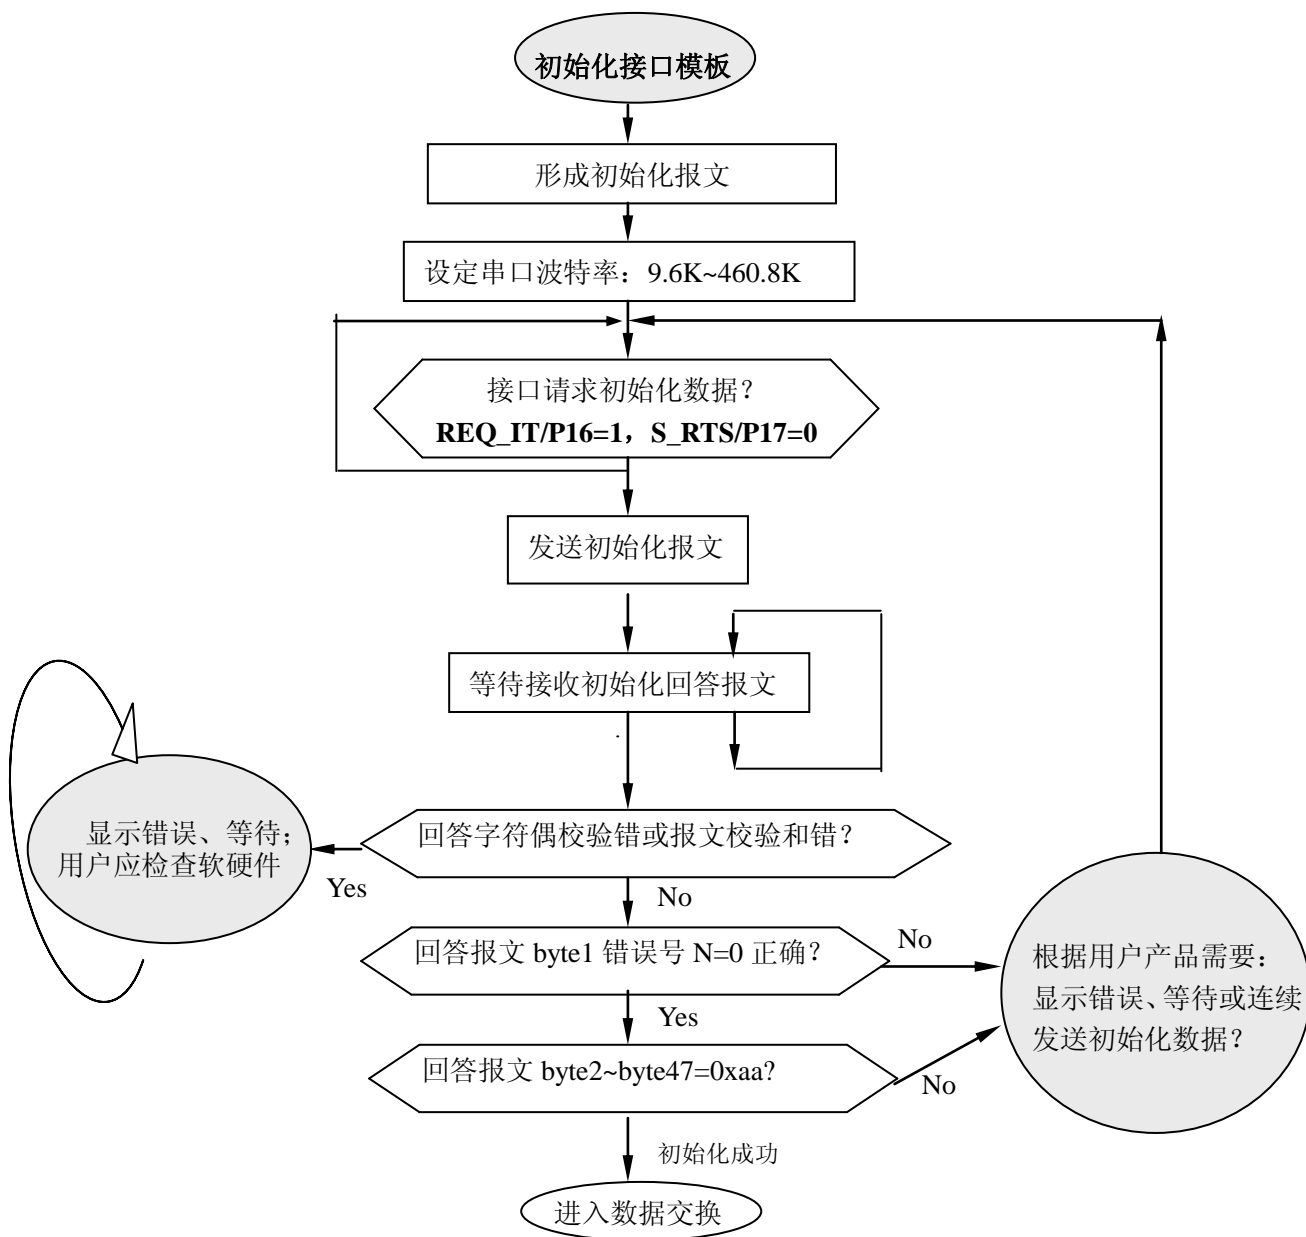 初始化接口模板
形成初始化报文
设定串口波特率：9.6K~460.8K
接口请求初始化数据？
REQ_IT/P16=1，S_RTS/P17=0
发送初始化报文
等待接收初始化回答报文
回答字符偶校验错或报文校验和错？
显示错误、等待；
用户应检查软硬件
Yes
No
回答报文 byte1 错误号 N=0 正确？
No
根据用户产品需要：
显示错误、等待或连续
发送初始化数据？
Yes
回答报文 byte2~byte47=0xaa?
No
初始化成功
进入数据交换